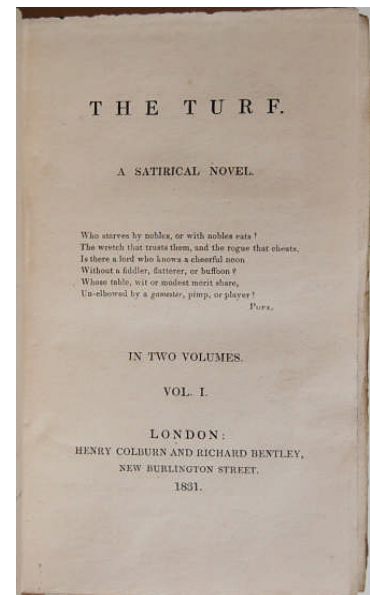 THE TURF.
A SATIRICAL NOVEL.
Who starves by nobles, or with nobles eats?
The wretch that trusts them, and the rogue that cheats.
Is there a lord who knows a cheerful noon
Without a fiddler, flatterer, or buffoon?
Whose table, wit or modest merit share,
Un-elbowed by a gamester, pimp, or player?
POPE.
IN TWO VOLUMES.
VOL. I.
LONDON:
HENRY COLBURN AND RICHARD BENTLEY,
NEW BURLINGTON STREET.
1831.